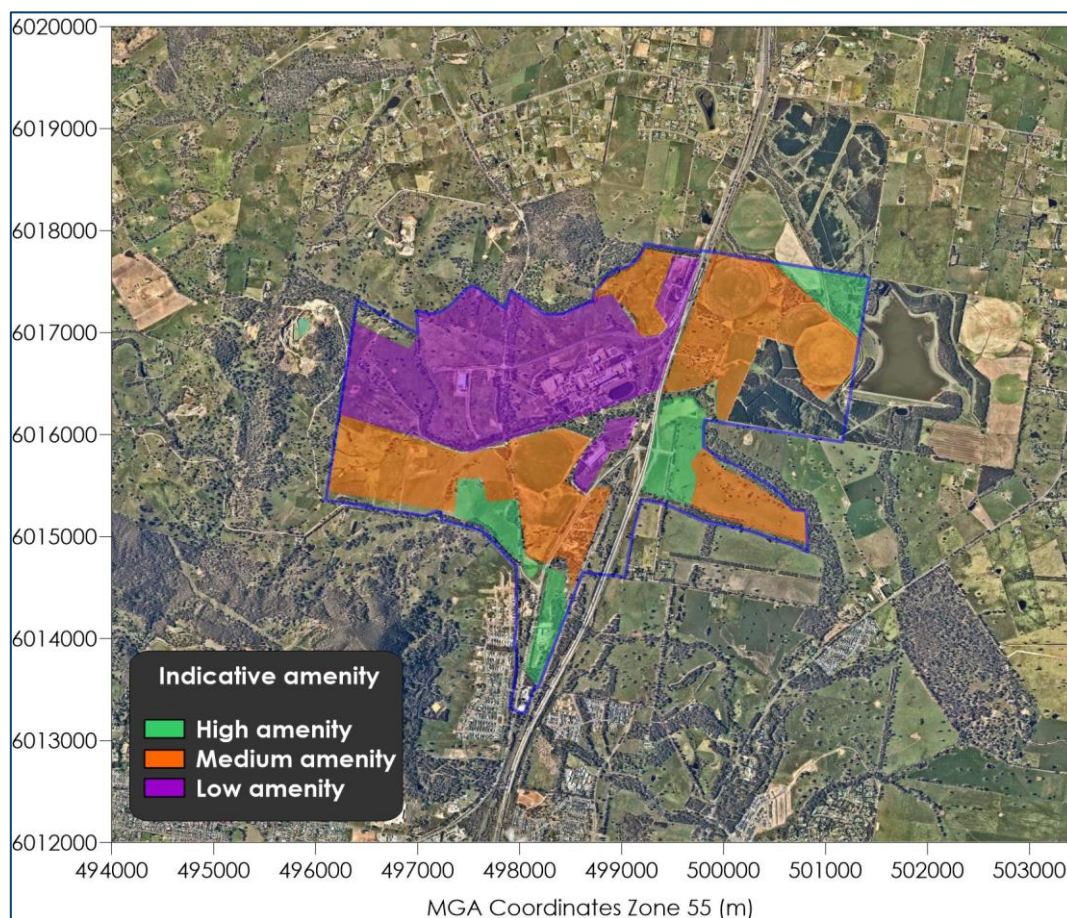 6020000
6019000
6018000
6017000
6016000
6015000
6014000
6013000
6012000
Indicative amenity
High amenity
Medium amenity
Low amenity
494000 495000 496000 497000 498000 499000 500000 501000 502000 503000
MGA Coordinates Zone 55 (m)